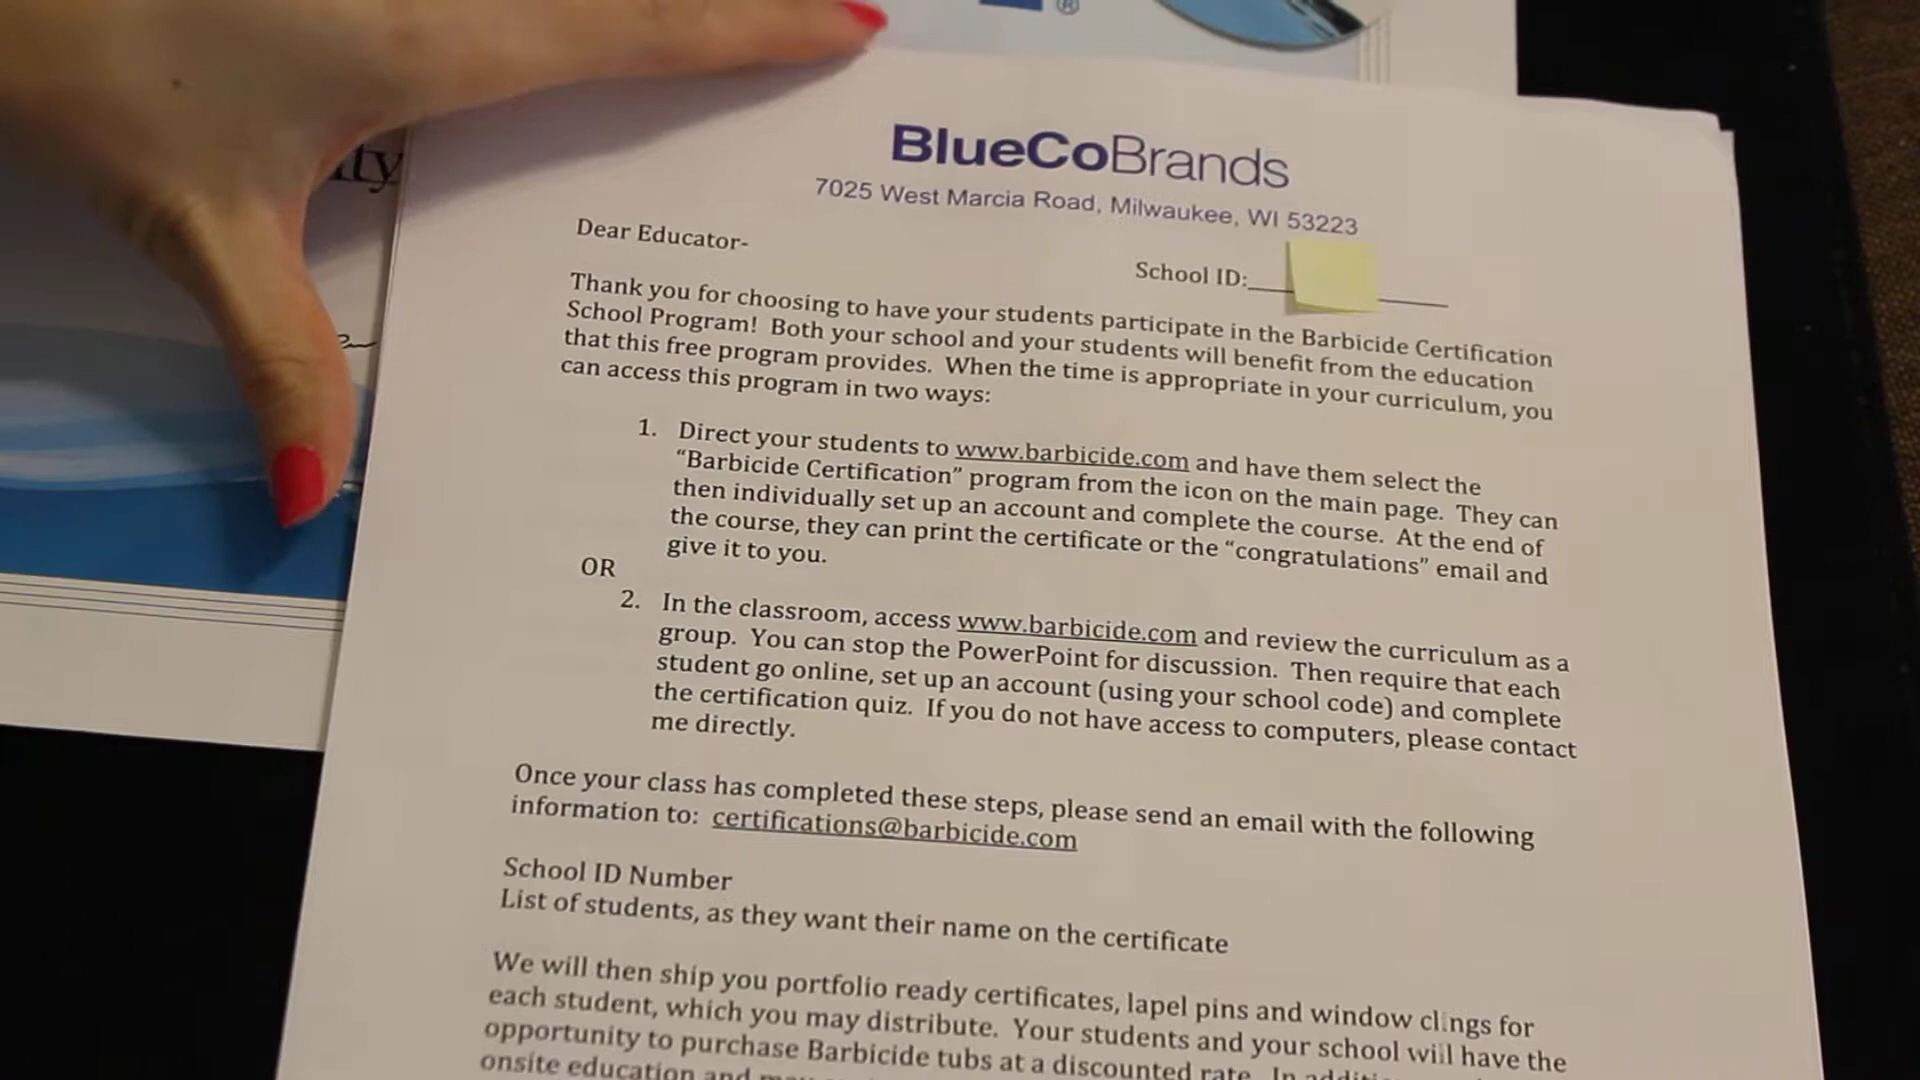 ®
ity
BlueCoBrands
7025 West Marcia Road, Milwaukee, WI 53223
Dear Educator-
School ID:
Thank you for choosing to have your students participate in the Barbicide Certification
School Program! Both your school and your students will benefit from the education
that this free program provides. When the time is appropriate in your curriculum, you
can access this program in two ways:
1. Direct your students to www.barbicide.com and have them select the
“Barbicide Certification” program from the icon on the main page. They can
then individually set up an account and complete the course. At the end of
the course, they can print the certificate or the “congratulations” email and
give it to you.
OR
2. In the classroom, access www.barbicide.com and review the curriculum as a
group. You can stop the PowerPoint for discussion. Then require that each
student go online, set up an account (using your school code) and complete
the certification quiz. If you do not have access to computers, please contact
me directly.
Once your class has completed these steps, please send an email with the following
information to: certifications@barbicide.com
School ID Number
List of students, as they want their name on the certificate
We will then ship you portfolio ready certificates, lapel pins and window clings for
each student, which you may distribute. Your students and your school will have the
opportunity to purchase Barbicide tubs at a discounted rate. In
onsite education and